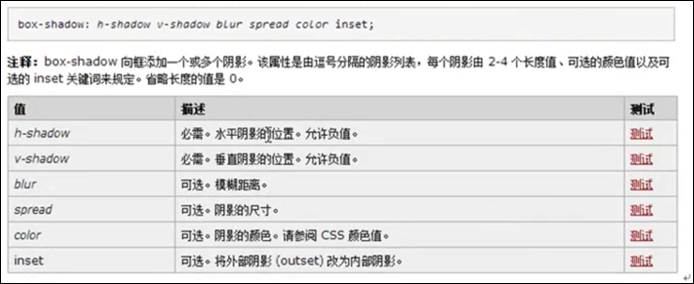 box-shadow: h-shadow v-shadow blur spread color inset;
注释：box-shadow 向框添加一个或多个阴影。该属性是由逗号分隔的阴影列表，每个阴影由 2-4 个长度值、可选的颜色值以及可
选的 inset 关键词来规定。省略长度的值是 0。
值 描述 测试
h-shadow 必需。水平阴影的位置。允许负值。 测试
v-shadow 必需。垂直阴影的位置。允许负值。 测试
blur 可选。模糊距离。 测试
spread 可选。阴影的尺寸。 测试
color 可选。阴影的颜色。请参阅 CSS 颜色值。 测试
inset 可选。将外部阴影 (outset) 改为内部阴影。 测试